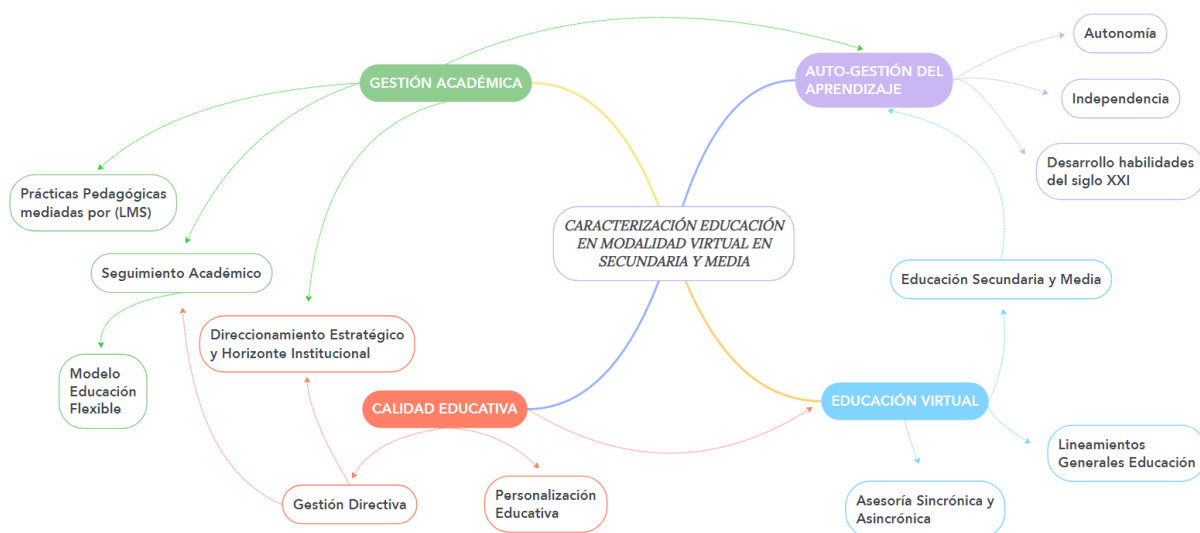 GESTIÓN ACADÉMICA
AUTO-GESTIÓN DEL
APRENDIZAJE
Autonomía
Independencia
Desarrollo habilidades
del siglo XXI
Prácticas Pedagógicas
mediadas por (LMS)
Seguimiento Académico
Modelo
Educación
Flexible
Direccionamiento Estratégico
y Horizonte Institucional
CARACTERIZACIÓN EDUCACIÓN
EN MODALIDAD VIRTUAL EN
SECUNDARIA Y MEDIA
Educación Secundaria y Media
CALIDAD EDUCATIVA
EDUCACIÓN VIRTUAL
Gestión Directiva
Personalización
Educativa
Asesoría Sincrónica y
Asincrónica
Lineamientos
Generales Educación